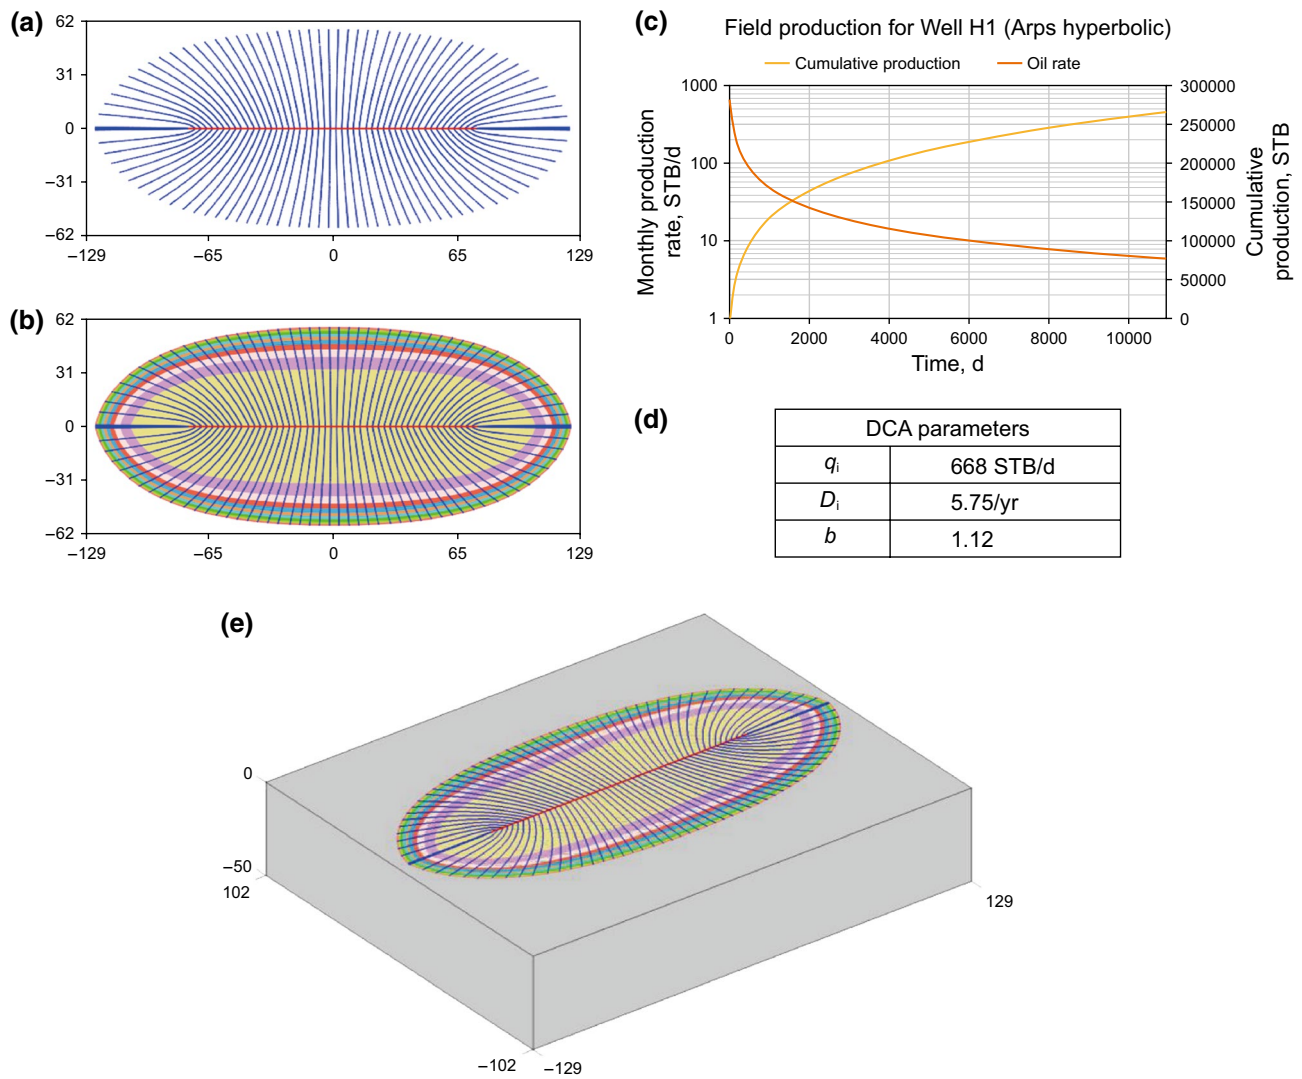 (a)
62
31
0
−31
−62
−129
−65
0
65
129
(b)
62
31
0
−31
−62
−129
−65
0
65
129
(c)
Field production for Well H1 (Arps hyperbolic)
Cumulative production
Oil rate
Monthly production
rate, STB/d
1000
100
10
1
300000
250000
200000
150000
100000
50000
0
Cumulative
production, STB
0
2000
4000
6000
8000
10000
Time, d
(d)
DCA parameters
qi 668 STB/d
Di 5.75/yr
b 1.12
(e)
0
−50
102
129
−102
−129